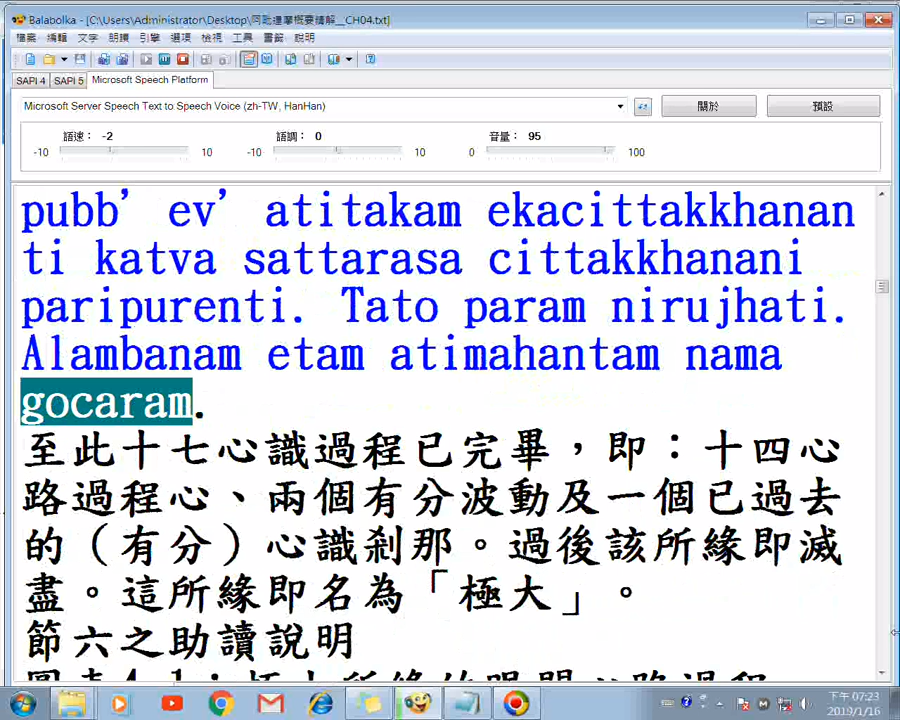 Balabolka - [C:\Users\Administrator\Desktop\阿毗達摩概要精解__CH04.txt]
檔案 編輯 文字 朗讀 引擎 選項 檢視 工具 書籤 說明
SAPI 4 SAPI 5 Microsoft Speech Platform
Microsoft Server Speech Text to Speech Voice (zh-TW, HanHan) 關於 預設
語速： -2 語調： 0 音量： 95
-10 10 -10 10 0 100
pubb’ ev’ atitakam ekacittakkhanan
ti katva sattarasa cittakkhanani
paripurenti. Tato param nirujhati.
Alambanam etam atimahantam nama
gocaram.
至此十七心識過程已完畢，即：十四心
路過程心、兩個有分波動及一個已過去
的（有分）心識剎那。過後該所緣即滅
盡。這所緣即名為「極大」。
節六之助讀說明
下午 07:23
2019/1/16